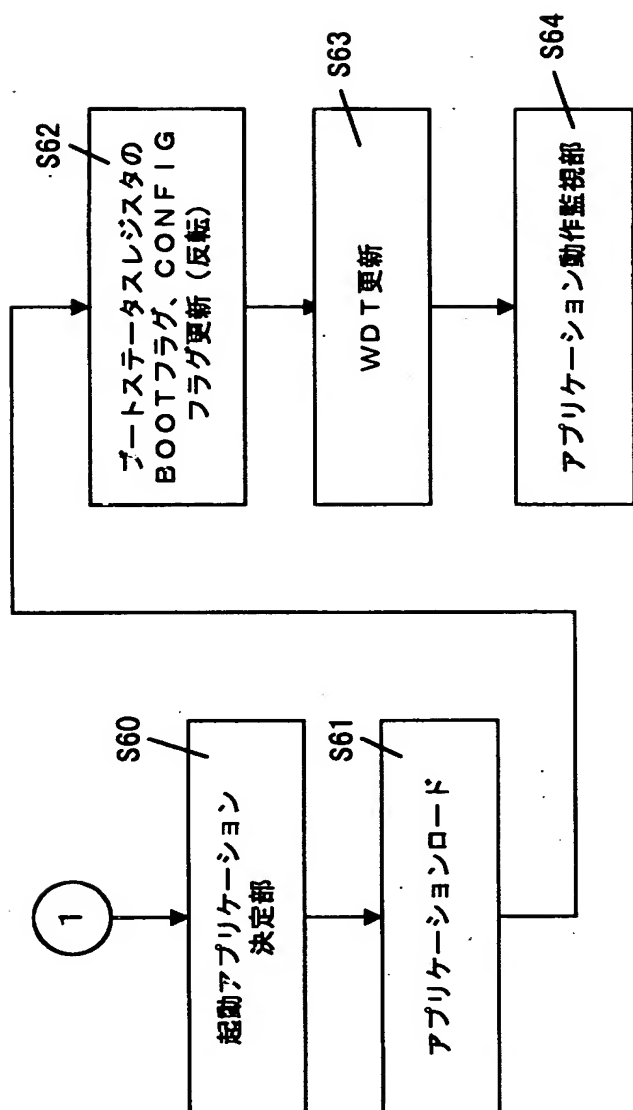 1
S60
起動アプリケーション
決定部
S61
アプリケーションロード
S62
ブートステータスレジスタの
BOOTフラグ、CONFIG
フラグ更新(反転)
S63
WDT更新
S64
アプリケーション動作監視部